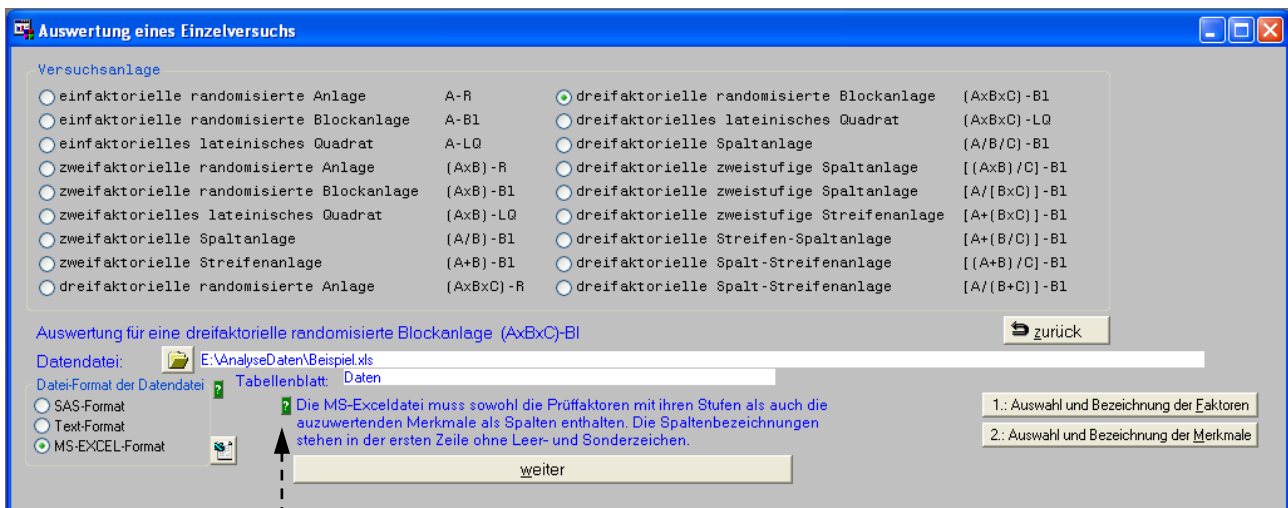 Auswertung eines Einzelversuchs
Versuchsanlage
einfaktorielle randomisierte Anlage A-R
einfaktorielle randomisierte Blockanlage A-Bl
einfaktorielles lateinisches Quadrat A-LQ
zweifaktorielle randomisierte Anlage (AxB)-R
zweifaktorielle randomisierte Blockanlage (AxB)-Bl
zweifaktorielles lateinisches Quadrat (AxB)-LQ
zweifaktorielle Spaltanlage (A/B)-Bl
zweifaktorielle Streifenanlage (A+B)-Bl
dreifaktorielle randomisierte Anlage (AxBxC)-R
dreifaktorielle randomisierte Blockanlage (AxBxC)-Bl
dreifaktorielles lateinisches Quadrat (AxBxC)-LQ
dreifaktorielle Spaltanlage (A/B/C)-Bl
dreifaktorielle zweistufige Spaltanlage [(AxB)/C]-Bl
dreifaktorielle zweistufige Spaltanlage [A/[BxC)]-Bl
dreifaktorielle zweistufige Streifenanlage [A+(BxC)]-Bl
dreifaktorielle Streifen-Spaltanlage [A+(B/C)]-Bl
dreifaktorielle Spalt-Streifenanlage [(A+B)/C]-Bl
dreifaktorielle Spalt-Streifenanlage [A/(B+C)]-Bl
Auswertung für eine dreifaktorielle randomisierte Blockanlage (AxBxC)-Bl
zurück
Datendatei: E:\AnalyseDaten\Beispiel.xls
Datei-Format der Datendatei ?
Tabellenblatt: Daten
SAS-Format
Text-Format
MS-EXCEL-Format
? Die MS-Exceldatei muss sowohl die Prüffaktoren mit ihren Stufen als auch die
auzuwertenden Merkmale als Spalten enthalten. Die Spaltenbezeichnungen
stehen in der ersten Zeile ohne Leer- und Sonderzeichen.
1.: Auswahl und Bezeichnung der Faktoren
2.: Auswahl und Bezeichnung der Merkmale
weiter